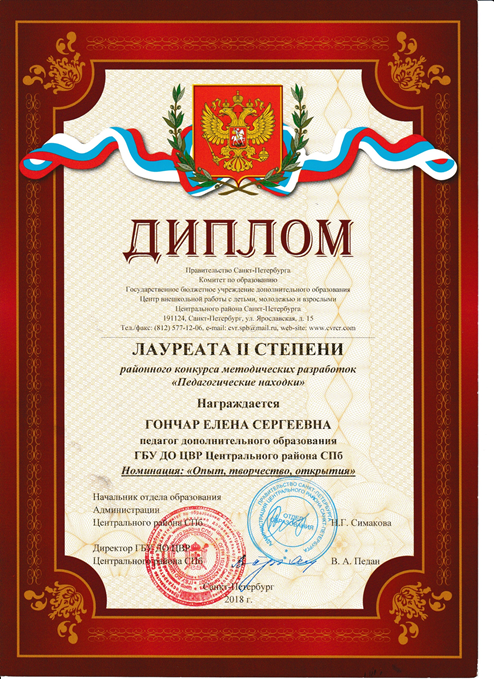 ДИПЛОМ
Правительство Санкт-Петербурга
Комитет по образованию
Государственное бюджетное учреждение дополнительного образования
Центр внешкольной работы с детьми, молодежью и взрослыми
Центрального района Санкт-Петербурга
191124, Санкт-Петербург, ул. Ярославская, д. 15
Тел./факс: (812) 577-12-06, e-mail: cvr.spb@mail.ru, web-site: www.cvrcr.com
ЛАУРЕАТА II СТЕПЕНИ
районного конкурса методических разработок
«Педагогические находки»
Награждается
ГОНЧАР ЕЛЕНА СЕРГЕЕВНА
педагог дополнительного образования
ГБУ ДО ЦВР Центрального района СПб
Номинация: «Опыт, творчество, открытия»
Начальник отдела образования
Администрации
Центрального района СПб
Н.Г. Симакова
ОТДЕЛ
ОБРАЗОВАНИЯ
Директор ГБУ ДО ЦВР
Центрального района СПб
В. А. Педан
Санкт-Петербург
2018 г.